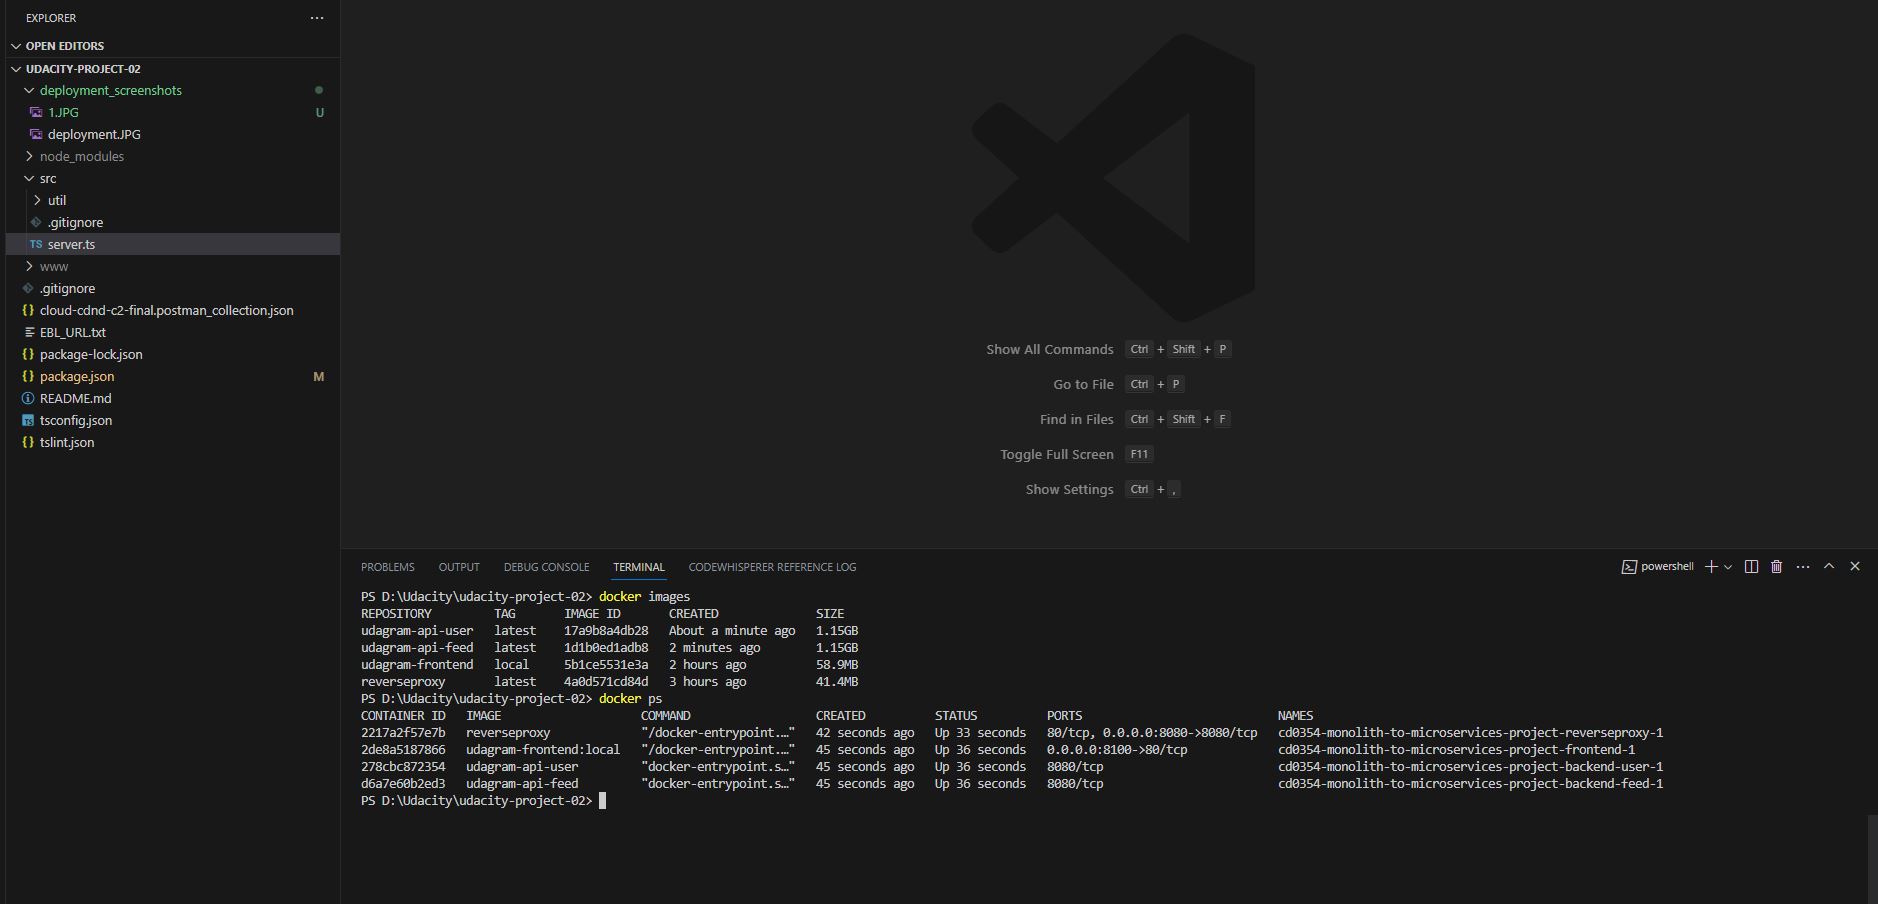 EXPLORER
OPEN EDITORS
UDACITY-PROJECT-02
deployment_screenshots
1.JPG U
deployment.JPG
node_modules
src
util
.gitignore
TS server.ts
www
.gitignore
{} cloud-cdnd-c2-final.postman_collection.json
EBL_URL.txt
{} package-lock.json
{} package.json M
README.md
TS tsconfig.json
{} tslint.json
Show All Commands Ctrl + Shift + P
Go to File Ctrl + P
Find in Files Ctrl + Shift + F
Toggle Full Screen F11
Show Settings Ctrl + ,
PROBLEMS OUTPUT DEBUG CONSOLE TERMINAL CODEWHISPERER REFERENCE LOG powershell
PS D:\Udacity\udacity-project-02> docker images
REPOSITORY TAG IMAGE ID CREATED SIZE
udagram-api-user latest 17a9b8a4db28 About a minute ago 1.15GB
udagram-api-feed latest 1d1b0ed1adb8 2 minutes ago 1.15GB
udagram-frontend local 5b1ce5531e3a 2 hours ago 58.9MB
reverseproxy latest 4a0d571cd84d 3 hours ago 41.4MB
PS D:\Udacity\udacity-project-02> docker ps
CONTAINER ID IMAGE COMMAND CREATED STATUS PORTS NAMES
2217a2f57e7b reverseproxy "/docker-entrypoint.…" 42 seconds ago Up 33 seconds 80/tcp, 0.0.0.0:8080->8080/tcp cd0354-monolith-to-microservices-project-reverseproxy-1
2de8a5187866 udagram-frontend:local "/docker-entrypoint.…" 45 seconds ago Up 36 seconds 0.0.0.0:8100->80/tcp cd0354-monolith-to-microservices-project-frontend-1
278cbc872354 udagram-api-user "docker-entrypoint.s…" 45 seconds ago Up 36 seconds 8080/tcp cd0354-monolith-to-microservices-project-backend-user-1
d6a7e60b2ed3 udagram-api-feed "docker-entrypoint.s…" 45 seconds ago Up 36 seconds 8080/tcp cd0354-monolith-to-microservices-project-backend-feed-1
PS D:\Udacity\udacity-project-02>